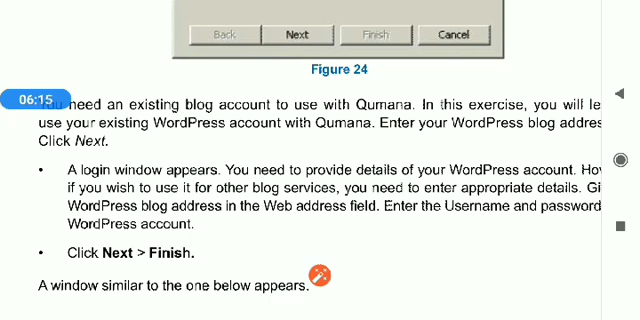 Back Next Finish Cancel
Figure 24
06:15
need an existing blog account to use with Qumana. In this exercise, you will le
use your existing WordPress account with Qumana. Enter your WordPress blog addres
Click Next.
• A login window appears. You need to provide details of your WordPress account. Ho
if you wish to use it for other blog services, you need to enter appropriate details. Gi
WordPress blog address in the Web address field. Enter the Username and password
WordPress account.
• Click Next > Finish.
A window similar to the one below appears.